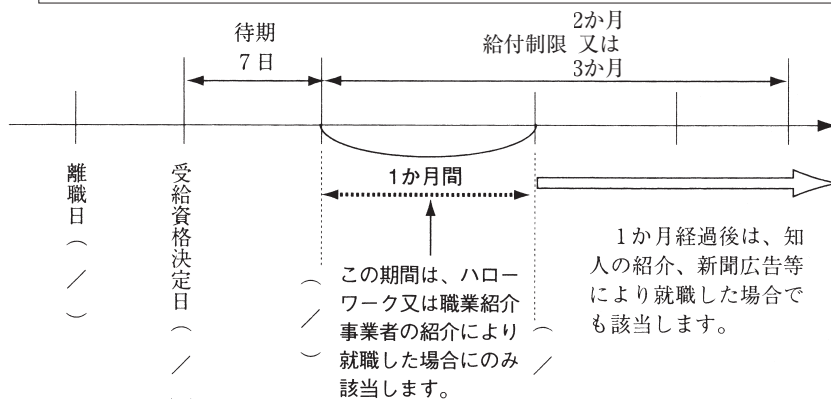 待期
7日
2か月
給付制限 又は
3か月
離職日(/)
受給資格決定日(/
1か月間
(/)
この期間は、ハロー
ワーク又は職業紹介
事業者の紹介により
就職した場合にのみ
該当します。
(/
1か月経過後は、知
人の紹介、新聞広告等
により就職した場合で
も該当します。